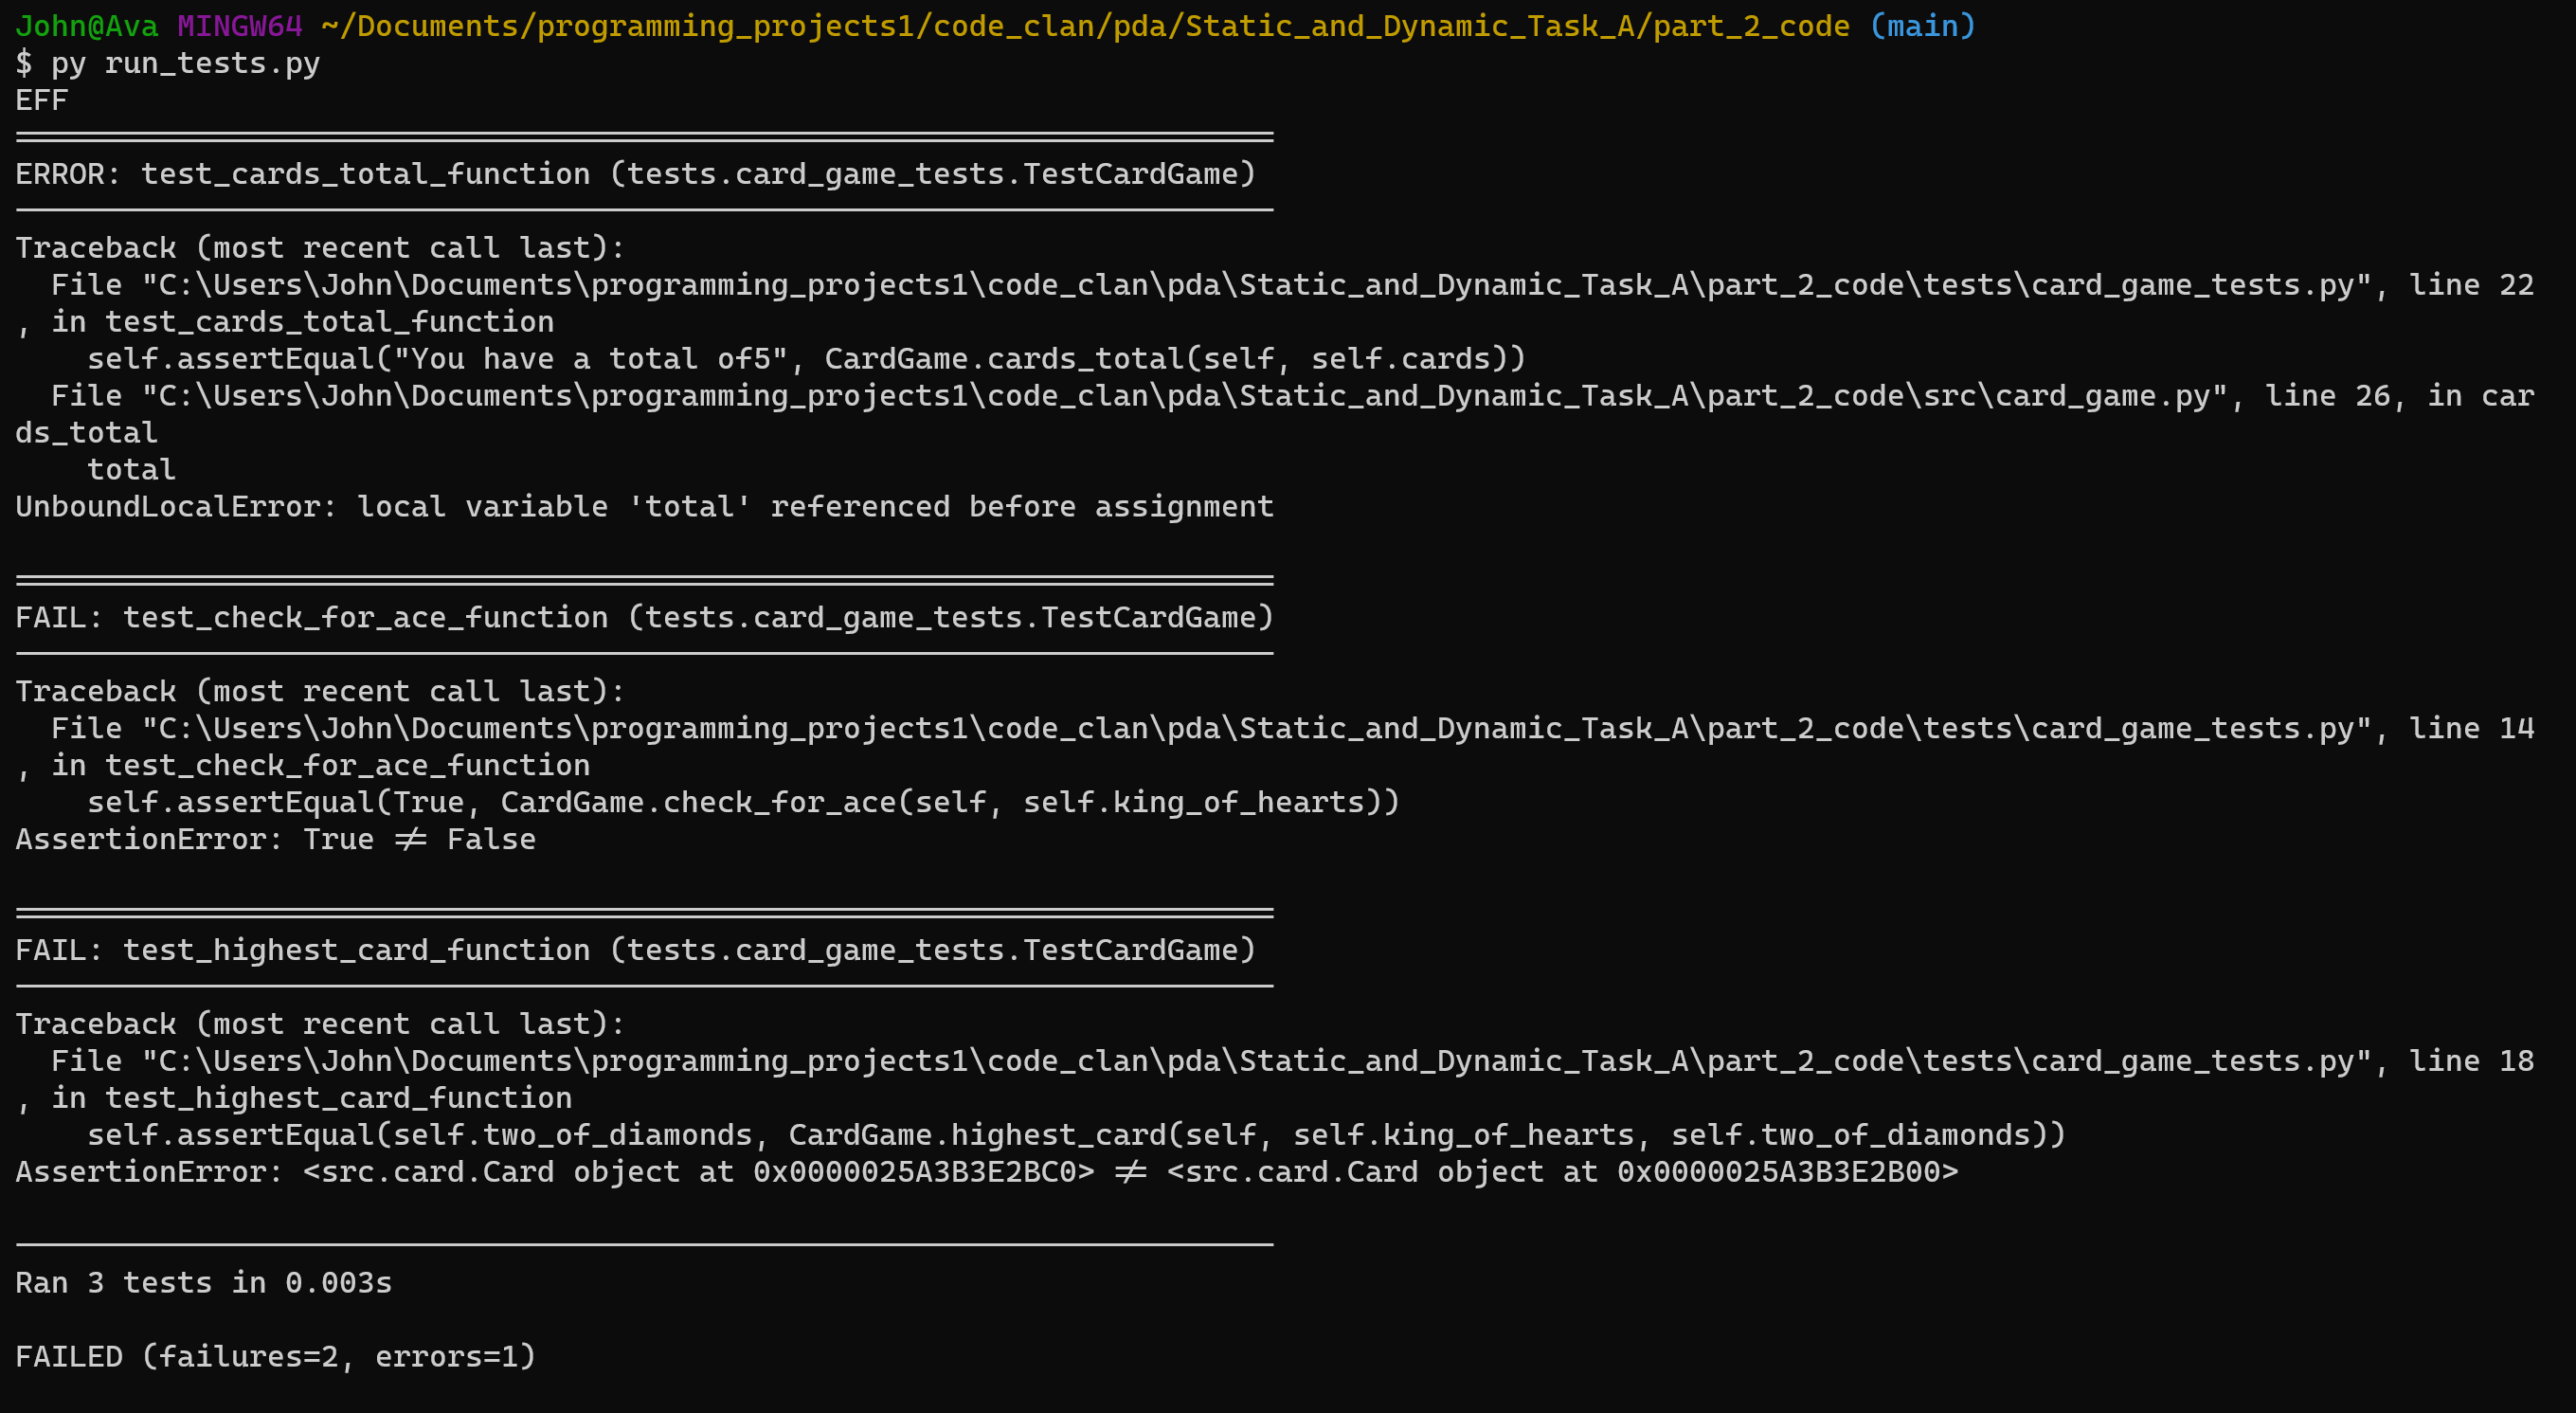 John@Ava MINGW64 ~/Documents/programming_projects1/code_clan/pda/Static_and_Dynamic_Task_A/part_2_code (main)
$ py run_tests.py
EFF
======================================================================
ERROR: test_cards_total_function (tests.card_game_tests.TestCardGame)
----------------------------------------------------------------------
Traceback (most recent call last):
  File "C:\Users\John\Documents\programming_projects1\code_clan\pda\Static_and_Dynamic_Task_A\part_2_code\tests\card_game_tests.py", line 22
, in test_cards_total_function
    self.assertEqual("You have a total of5", CardGame.cards_total(self, self.cards))
  File "C:\Users\John\Documents\programming_projects1\code_clan\pda\Static_and_Dynamic_Task_A\part_2_code\src\card_game.py", line 26, in car
ds_total
    total
UnboundLocalError: local variable 'total' referenced before assignment

======================================================================
FAIL: test_check_for_ace_function (tests.card_game_tests.TestCardGame)
----------------------------------------------------------------------
Traceback (most recent call last):
  File "C:\Users\John\Documents\programming_projects1\code_clan\pda\Static_and_Dynamic_Task_A\part_2_code\tests\card_game_tests.py", line 14
, in test_check_for_ace_function
    self.assertEqual(True, CardGame.check_for_ace(self, self.king_of_hearts))
AssertionError: True != False

======================================================================
FAIL: test_highest_card_function (tests.card_game_tests.TestCardGame)
----------------------------------------------------------------------
Traceback (most recent call last):
  File "C:\Users\John\Documents\programming_projects1\code_clan\pda\Static_and_Dynamic_Task_A\part_2_code\tests\card_game_tests.py", line 18
, in test_highest_card_function
    self.assertEqual(self.two_of_diamonds, CardGame.highest_card(self, self.king_of_hearts, self.two_of_diamonds))
AssertionError: <src.card.Card object at 0x0000025A3B3E2BC0> != <src.card.Card object at 0x0000025A3B3E2B00>

----------------------------------------------------------------------
Ran 3 tests in 0.003s

FAILED (failures=2, errors=1)